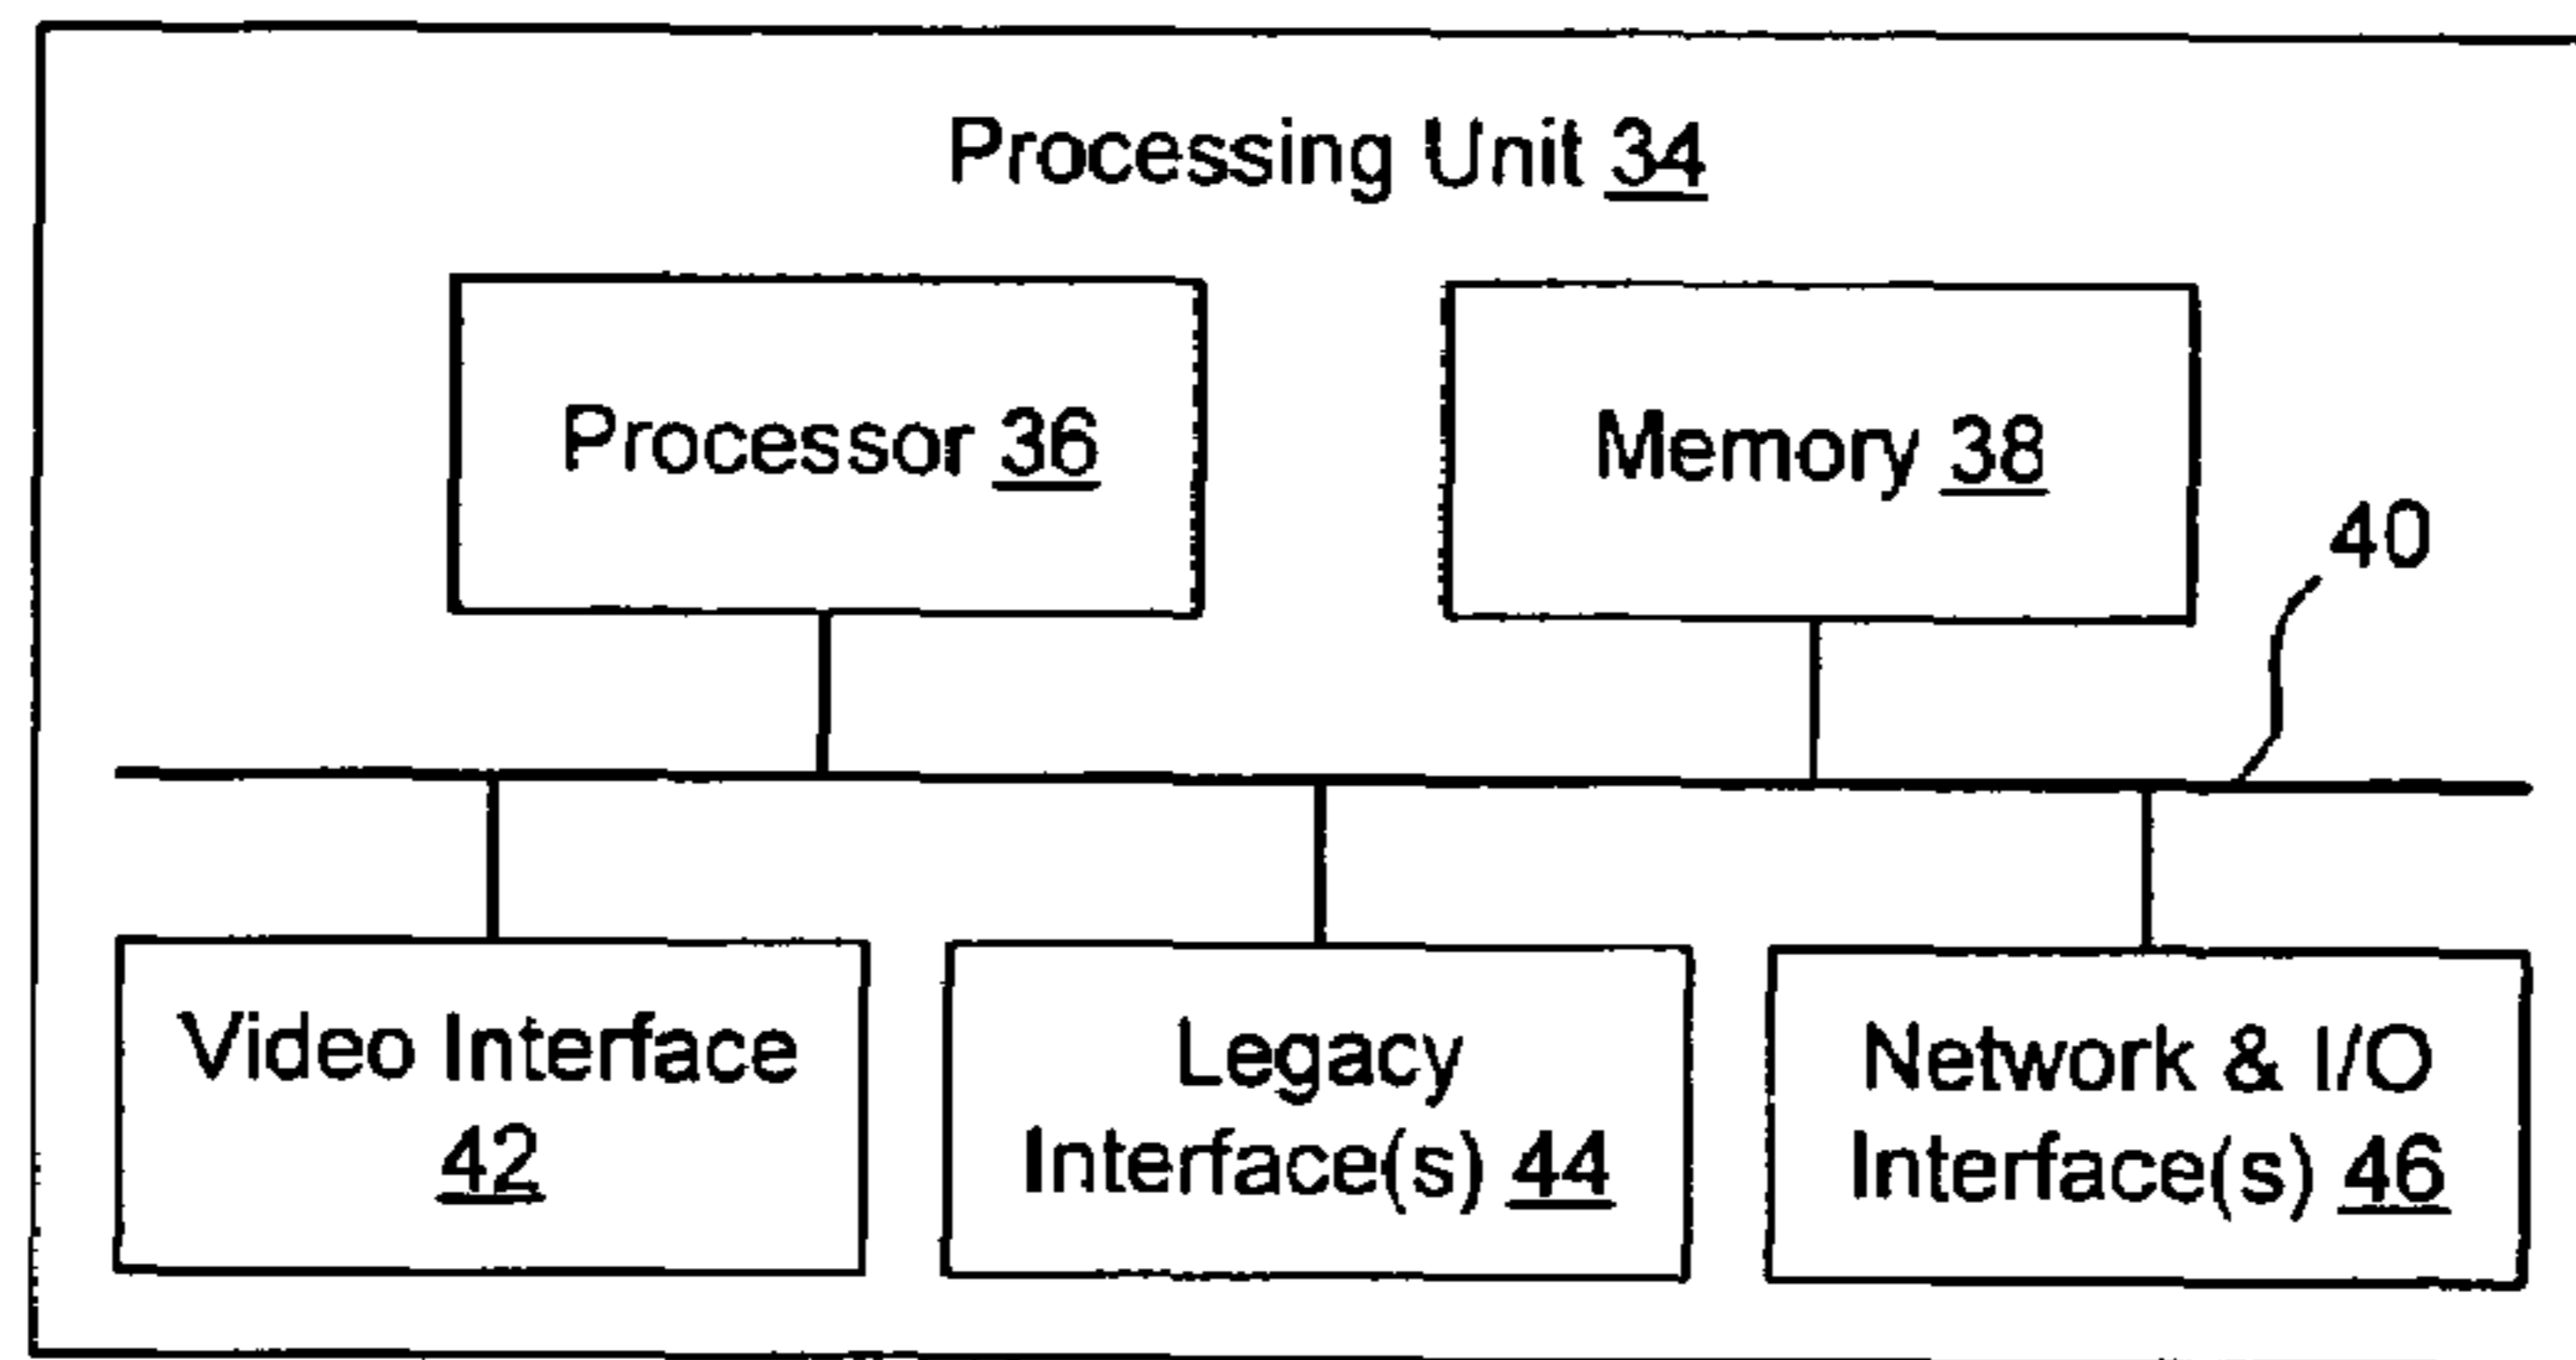 Processing Unit 34
Processor 36
Memory 38
40
Video Interface
42
Legacy
Interface(s) 44
Network & I/O
Interface(s) 46